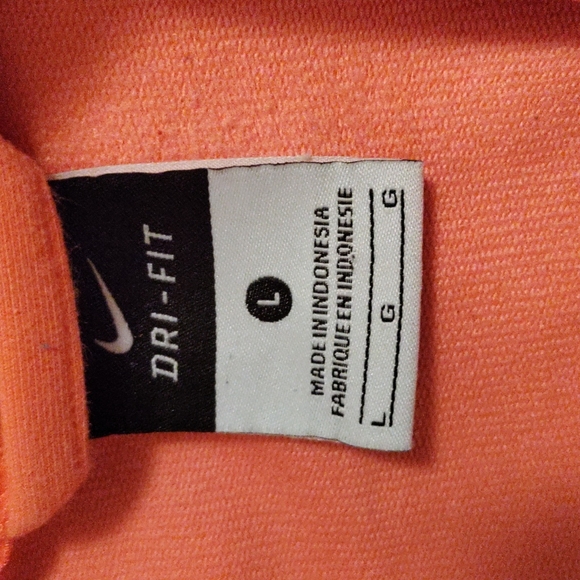 DRI-FIT
L
MADE IN INDONESIA
FABRIQUE EN INDONESIE
L G G